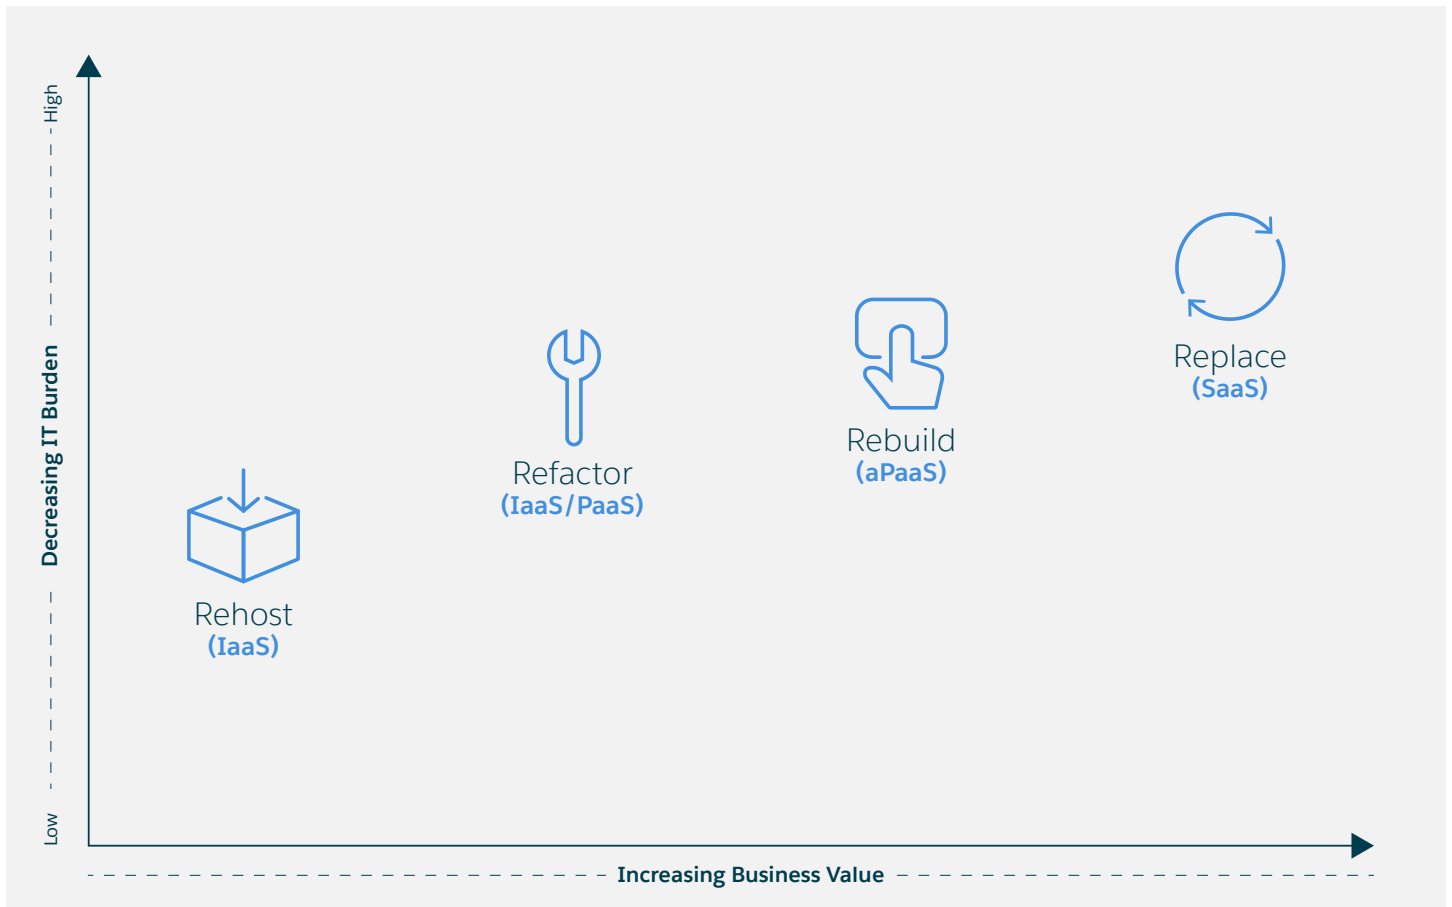 High
Decreasing IT Burden
Low
Rehost
(IaaS)
Refactor
(IaaS/PaaS)
Rebuild
(aPaaS)
Replace
(SaaS)
Increasing Business Value